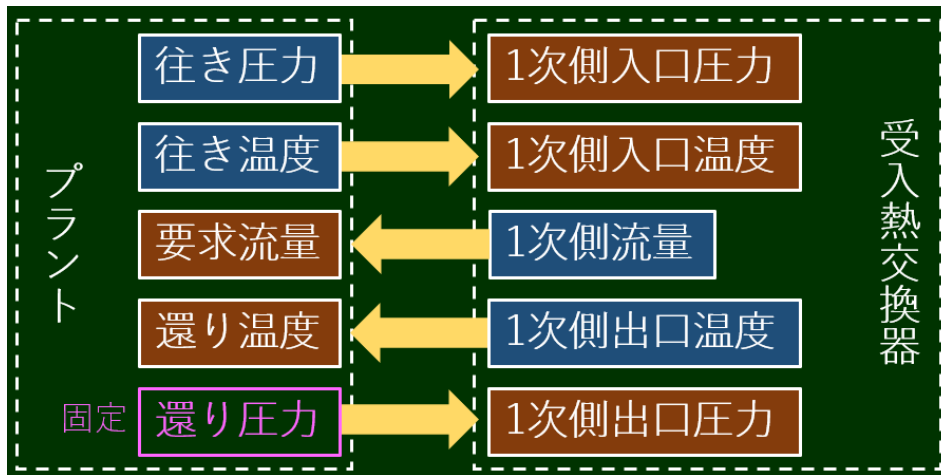 プラント
往き圧力
1次側入口圧力
往き温度
1次側入口温度
要求流量
1次側流量
還り温度
1次側出口温度
固定
還り圧力
1次側出口圧力
受入熱交換器